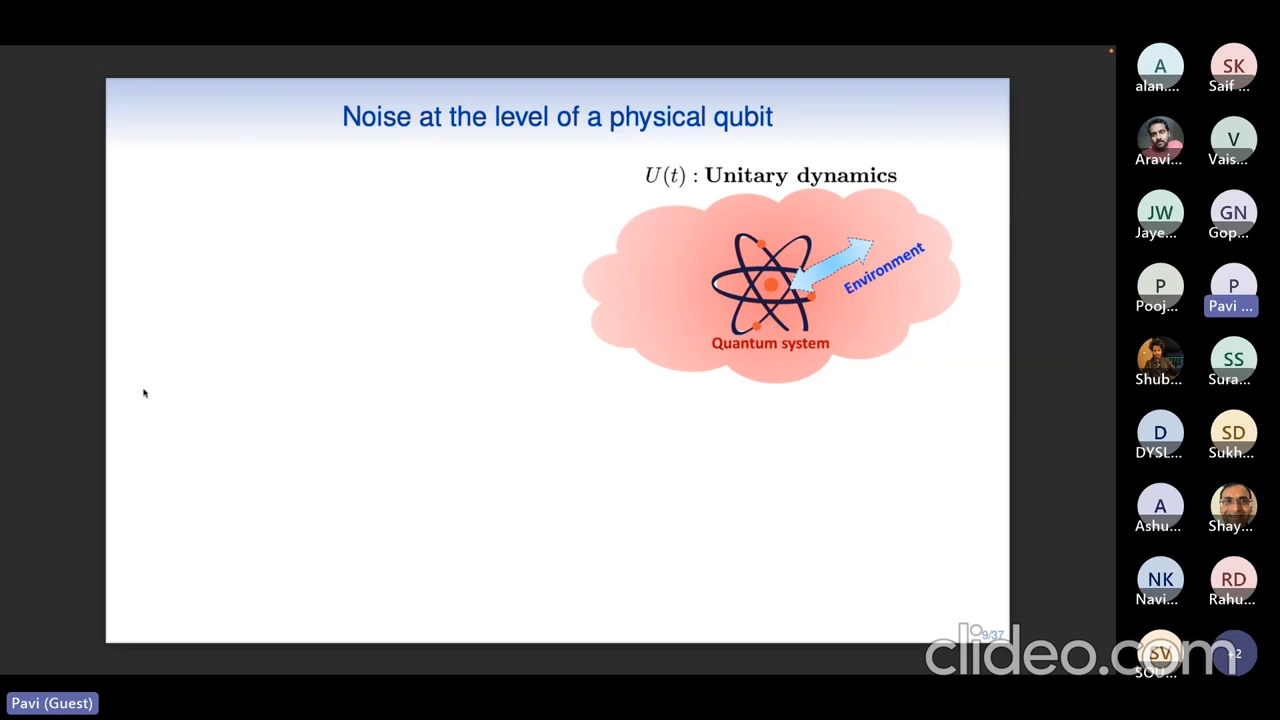 Noise at the level of a physical qubit
U(t) : Unitary dynamics
Environment
Quantum system
9/37
clideo.com
A
alan....
SK
Saif ...
Aravi...
V
Vais...
JW
Jaye...
GN
Gop...
P
Pooj...
P
Pavi ...
Shub...
SS
Sura...
D
DYSL...
SD
Sukh...
A
Ashu...
Shay...
NK
Navi...
RD
Rahu...
SV
SOU...
+2
Pavi (Guest)